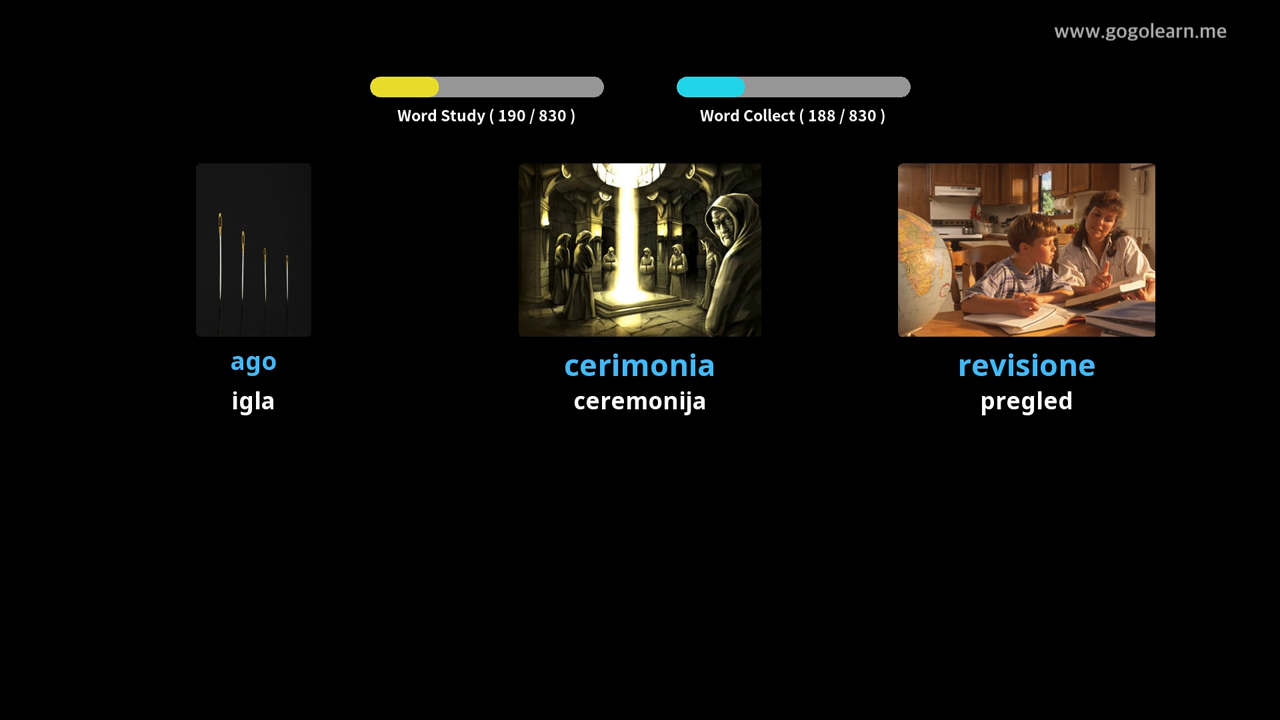 www.gogolearn.me
Word Study ( 190 / 830 )
Word Collect ( 188 / 830 )
ago
igla
cerimonia
ceremonija
revisione
pregled